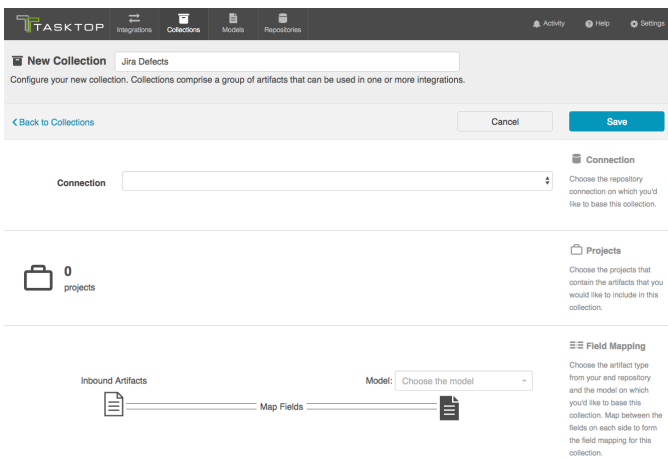 TASKTOP
Integrations
Collections
Models
Repositories
Activity
Help
Settings
New Collection
Jira Defects
Configure your new collection. Collections comprise a group of artifacts that can be used in one or more integrations.
Back to Collections
Cancel
Save
Connection
Connection
Choose the repository
connection on which you'd
like to base this collection.
0
projects
Projects
Choose the projects that
contain the artifacts that you
would like to include in this
collection.
Inbound Artifacts
Model:
Choose the model
Map Fields
Field Mapping
Choose the artifact type
from your end repository
and the model on which
you'd like to base this
collection. Map between the
fields on each side to form
the field mapping for this
collection.